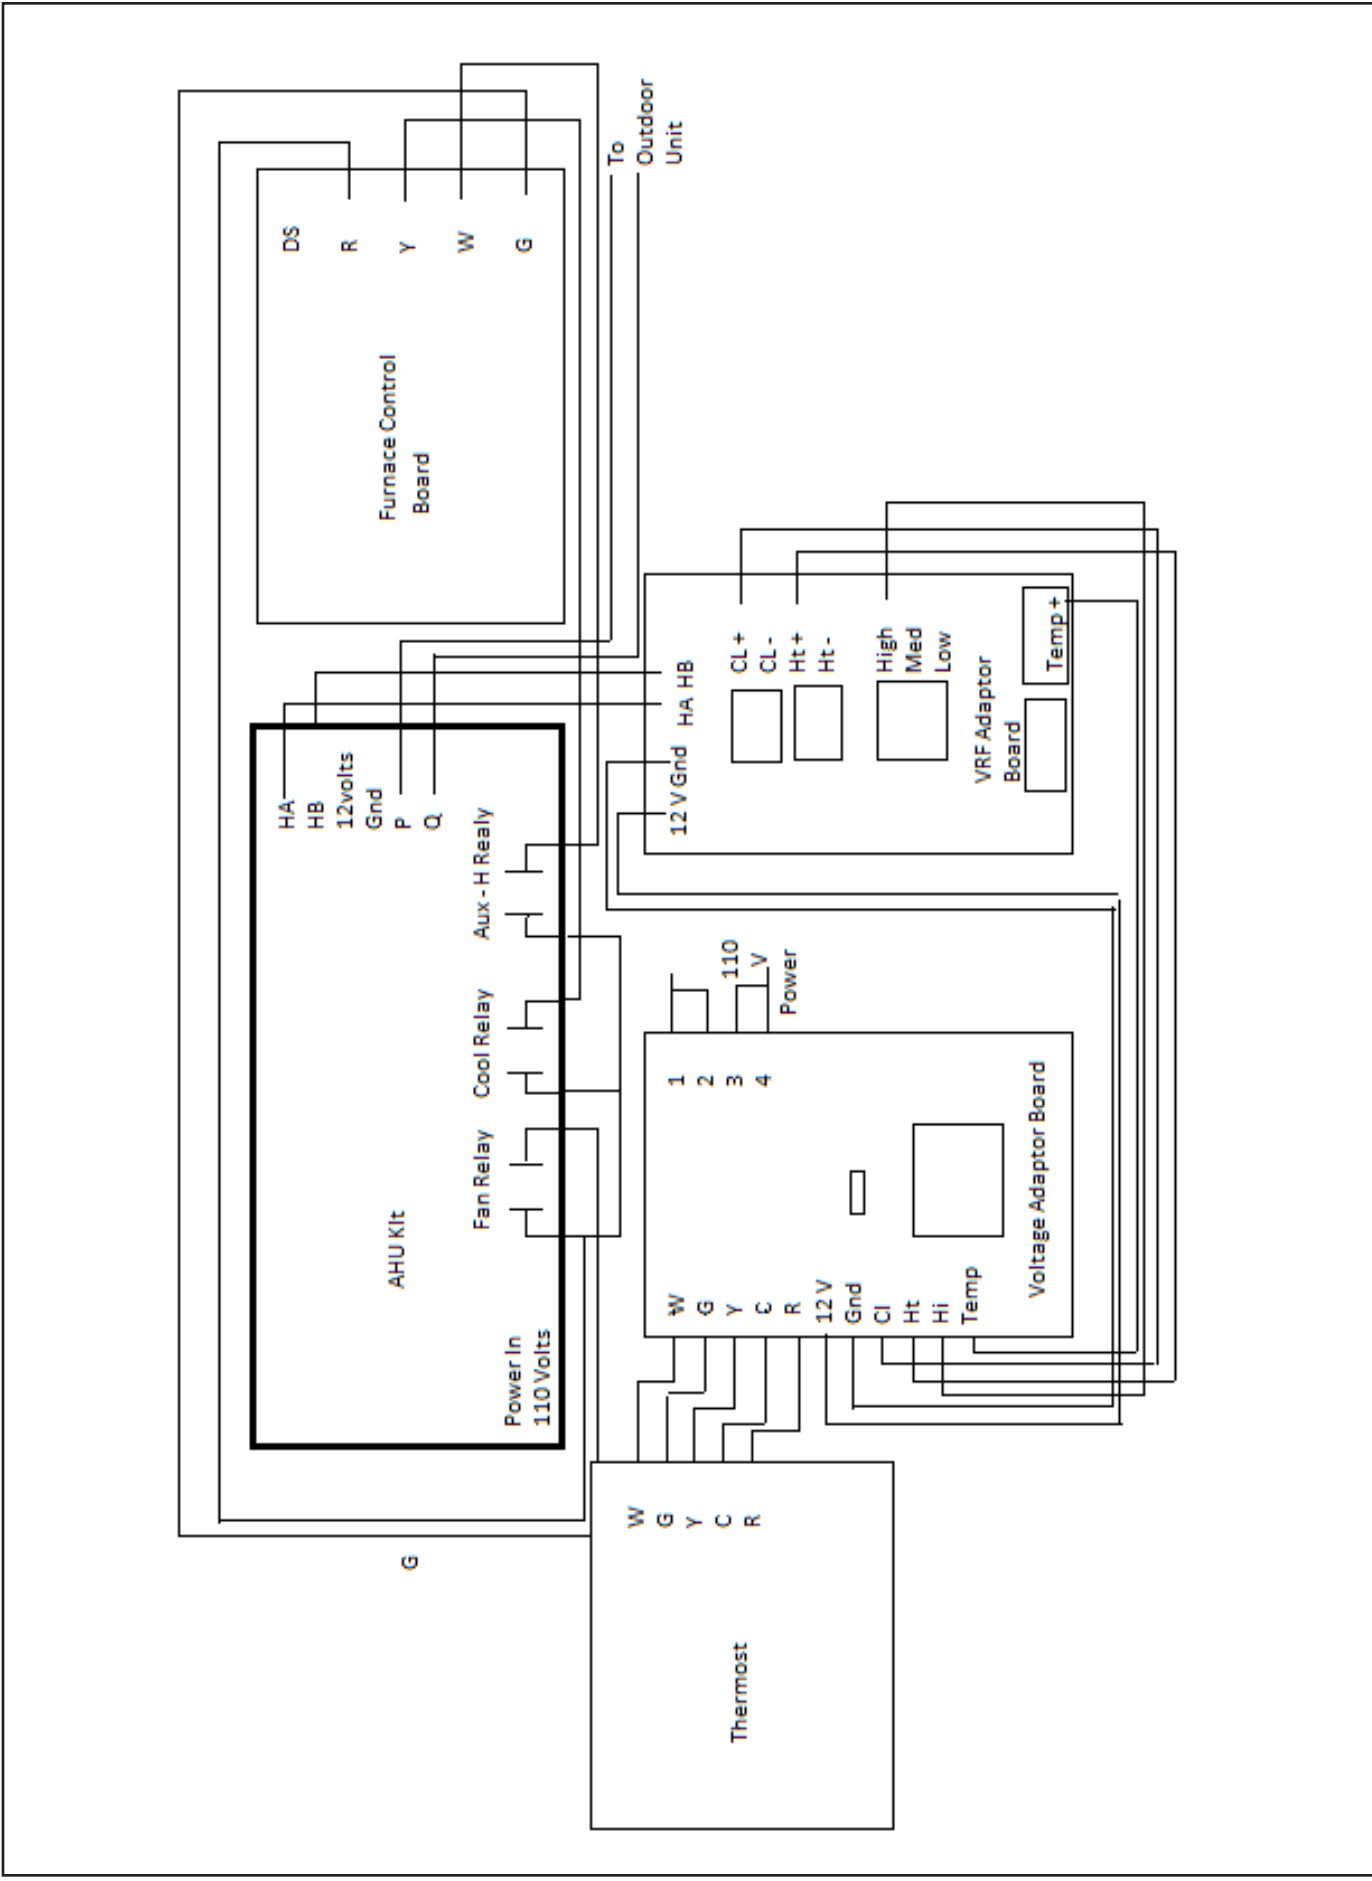 G
AHU KIt
Power In
110 Volts
Fan Relay
Cool Relay
Aux - H Realy
HA
HB
12volts
Gnd
P
Q
Furnace Control
Board
DS
R
Y
W
G
To
Outdoor
Unit
Thermost
W
G
Y
C
R
W
G
Y
C
R
12 V
Gnd
Cl
Ht
Hi
Temp
1
2
3
4
110
V
Power
Voltage Adaptor Board
12 V Gnd
HA HB
CL +
CL -
Ht +
Ht -
High
Med
Low
VRF Adaptor
Board
Temp +